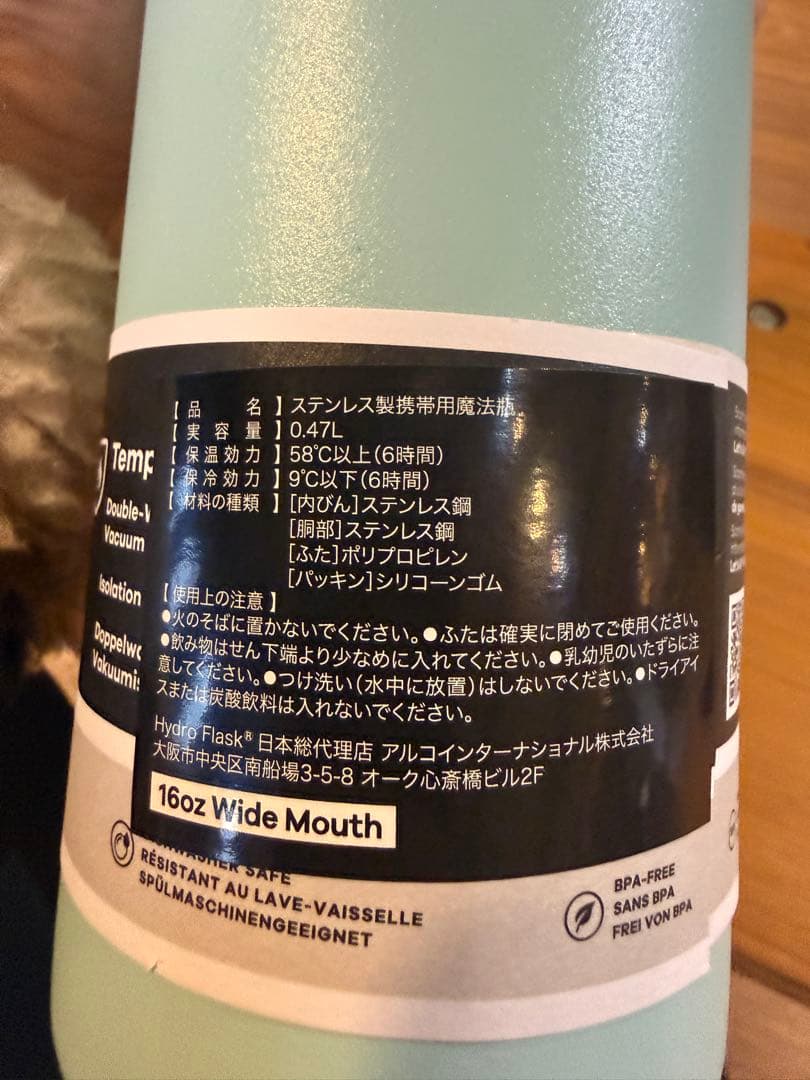 【品　　名】ステンレス製携帯用魔法瓶
【実 容 量】0.47L
【保温効力】58℃以上(6時間)
【保冷効力】9℃以下(6時間)
【材料の種類】[内びん]ステンレス鋼
[胴部]ステンレス鋼
[ふた]ポリプロピレン
[パッキン]シリコーンゴム
【使用上の注意】
●火のそばに置かないでください。●ふたは確実に閉めてご使用ください。
●飲み物はせん下端より少なめに入れてください。●乳幼児のいたずらに注
意してください。●つけ洗い(水中に放置)はしないでください。●ドライアイ
スまたは炭酸飲料は入れないでください。
Hydro Flask® 日本総代理店 アルコインターナショナル株式会社
大阪市中央区南船場3-5-8 オーク心斎橋ビル2F
16oz Wide Mouth
Temp
Double-
Vacuum
Isolation
Doppelw
Vakuumis
SAFE
RÉSISTANT AU LAVE-VAISSELLE
SPÜLMASCHINENGEEIGNET
BPA-FREE
SANS BPA
FREI VON BPA